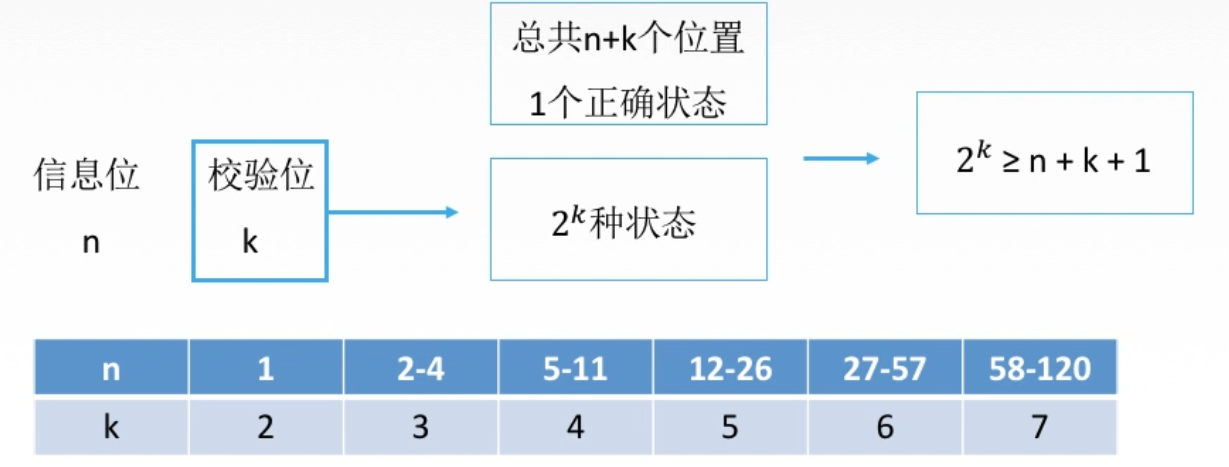 总共n+k个位置
1个正确状态
信息位
n
校验位
k
2^k种状态
2^k ≥ n + k + 1
n 1 2-4 5-11 12-26 27-57 58-120
k 2 3 4 5 6 7